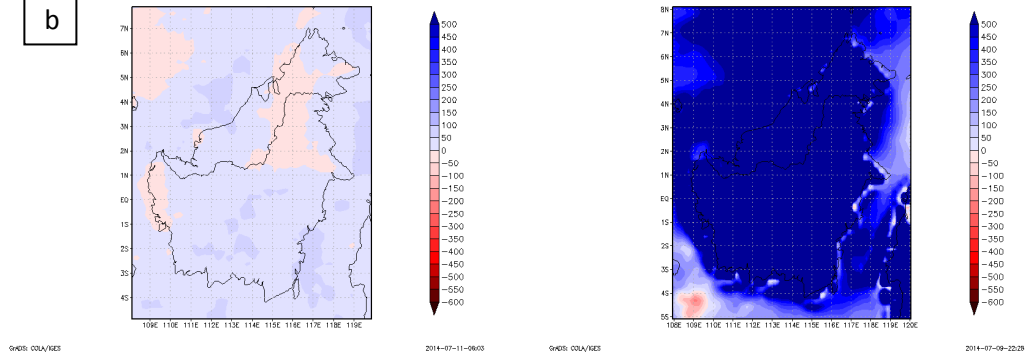 b
7N
6N
5N
4N
3N
2N
1N
EQ
1S
2S
3S
4S
109E 110E 111E 112E 113E 114E 115E 116E 117E 118E 119E
500
450
400
350
300
250
200
150
100
50
0
-50
-100
-150
-200
-250
-300
-350
-400
-450
-500
-550
-600
GrADS: COLA/IGES
2014-07-11-06:03
8N
7N
6N
5N
4N
3N
2N
1N
EQ
1S
2S
3S
4S
5S
108E 109E 110E 111E 112E 113E 114E 115E 116E 117E 118E 119E 120E
500
450
400
350
300
250
200
150
100
50
0
-50
-100
-150
-200
-250
-300
-350
-400
-450
-500
-550
-600
GrADS: COLA/IGES
2014-07-09-22:29